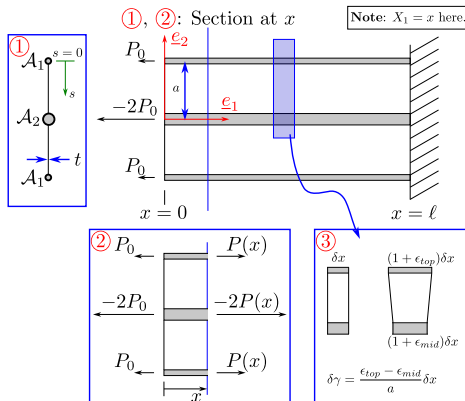 ①, ②: Section at x
Note: X₁ = x here.
①
𝒜₁
s = 0
s
𝒜₂
𝒜₁
t
P₀
e₂
a
−2P₀
e₁
P₀
x = 0
x = ℓ
②
P₀
P(x)
−2P₀
−2P(x)
P₀
P(x)
x
③
δx
(1 + ϵ_top)δx
(1 + ϵ_mid)δx
δγ = (ϵ_top − ϵ_mid)/a δx